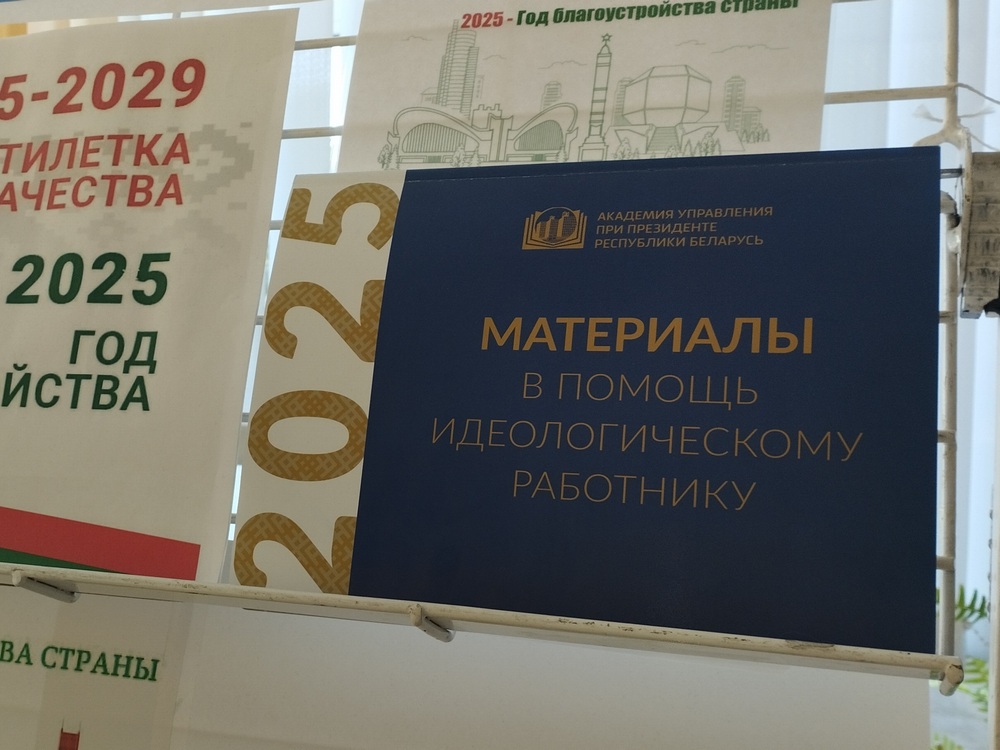 5-2029
ТИЛЕТКА
АЧЕСТВА
2025
ГОД
ЙСТВА
2025 - Год благоустройства страны
2025
АКАДЕМИЯ УПРАВЛЕНИЯ
ПРИ ПРЕЗИДЕНТЕ
РЕСПУБЛИКИ БЕЛАРУСЬ
МАТЕРИАЛЫ
В ПОМОЩЬ
ИДЕОЛОГИЧЕСКОМУ
РАБОТНИКУ
ВА СТРАНЫ